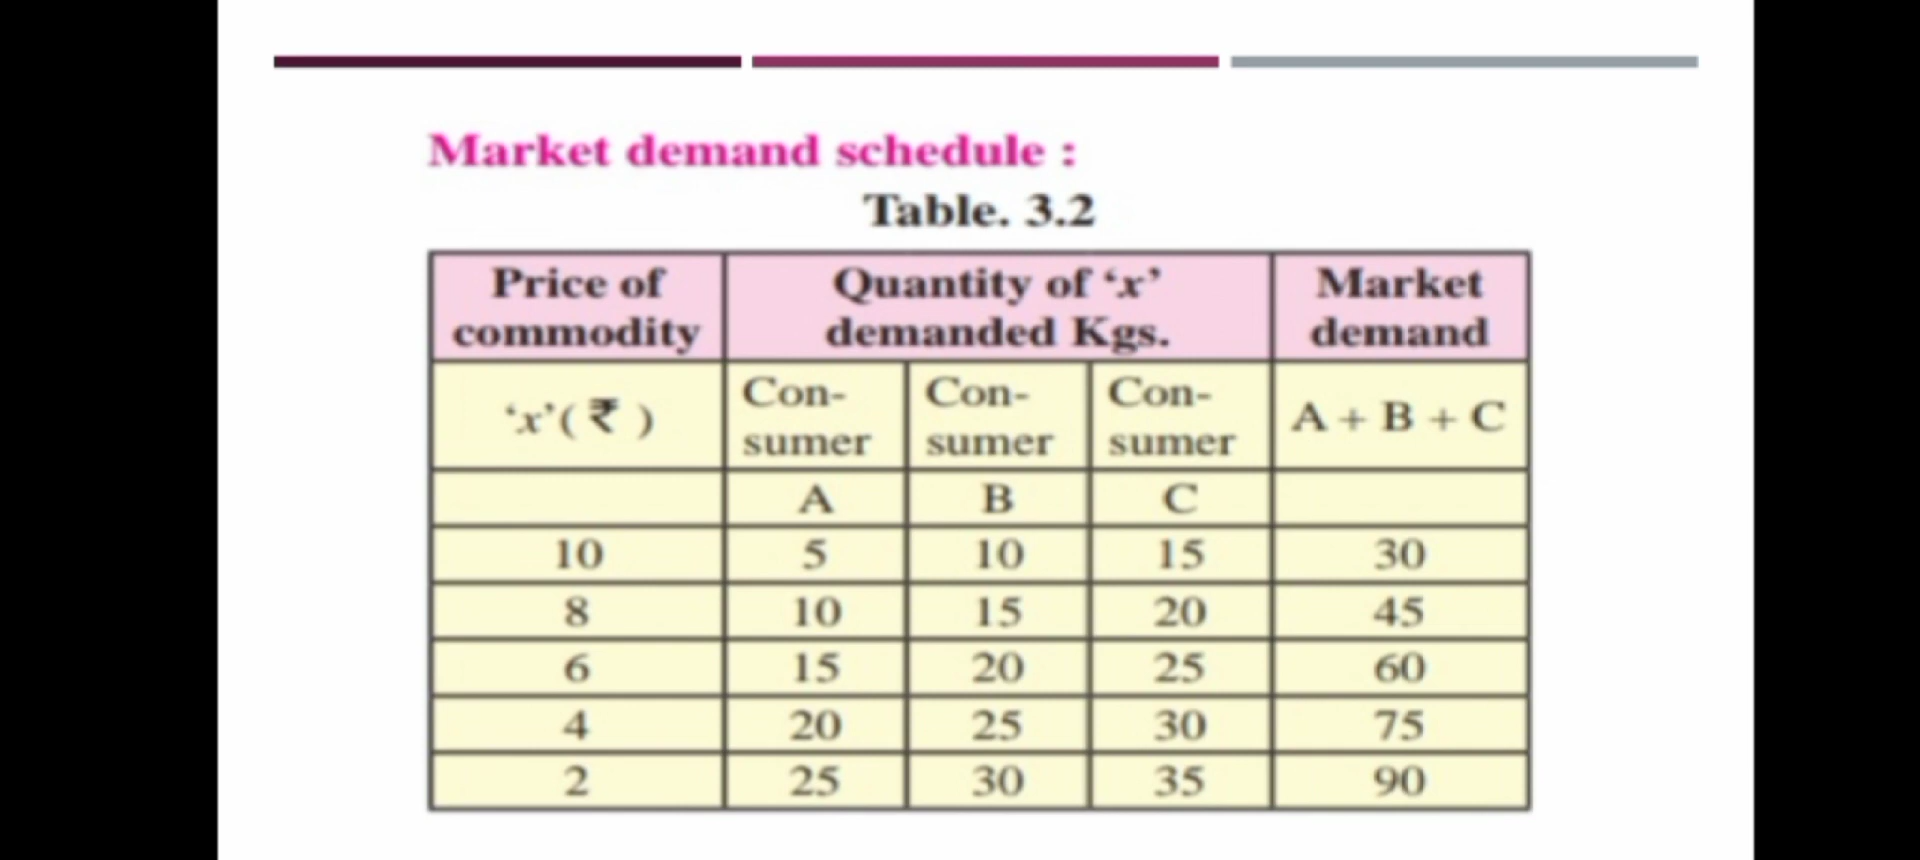 Market demand schedule :
Table. 3.2
Price of commodity Quantity of ‘x’ demanded Kgs. Market demand
‘x’( ₹ ) Con-sumer Con-sumer Con-sumer A + B + C
A B C
10 5 10 15 30
8 10 15 20 45
6 15 20 25 60
4 20 25 30 75
2 25 30 35 90